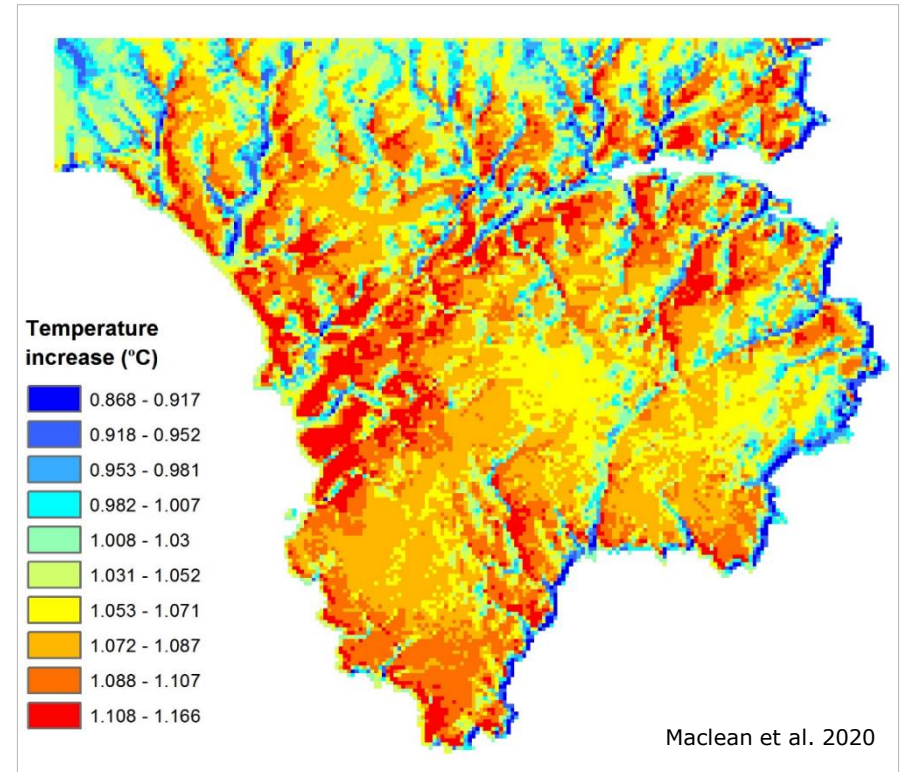 Temperature
increase (°C)
0.868 - 0.917
0.918 - 0.952
0.953 - 0.981
0.982 - 1.007
1.008 - 1.03
1.031 - 1.052
1.053 - 1.071
1.072 - 1.087
1.088 - 1.107
1.108 - 1.166
Maclean et al. 2020